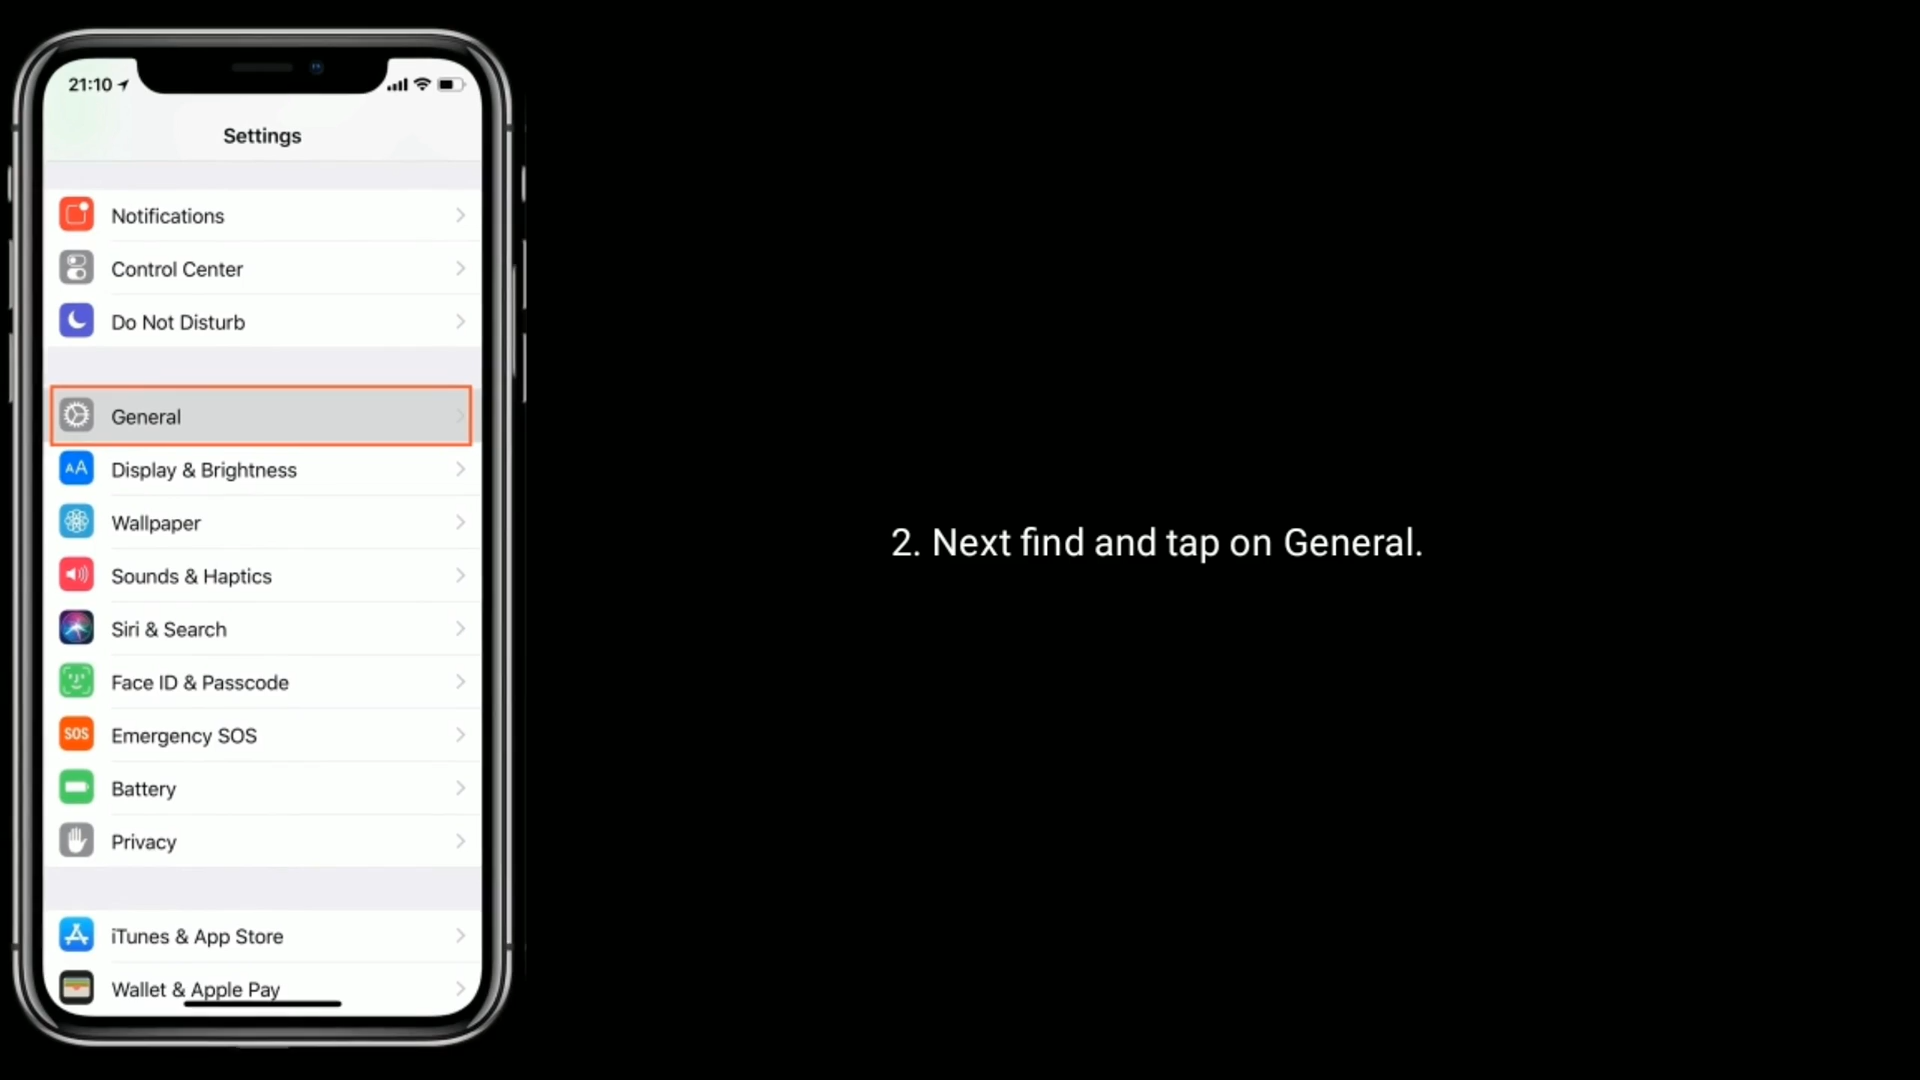 21:10
Settings
Notifications
Control Center
Do Not Disturb
General
AA Display & Brightness
Wallpaper
Sounds & Haptics
Siri & Search
Face ID & Passcode
SOS Emergency SOS
Battery
Privacy
iTunes & App Store
Wallet & Apple Pay
2. Next find and tap on General.